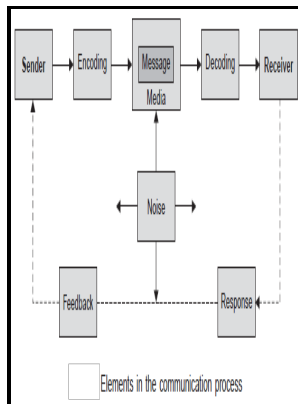 Sender Encoding Message Decoding Receiver
Media
Noise
Feedback Response
Elements in the communication process